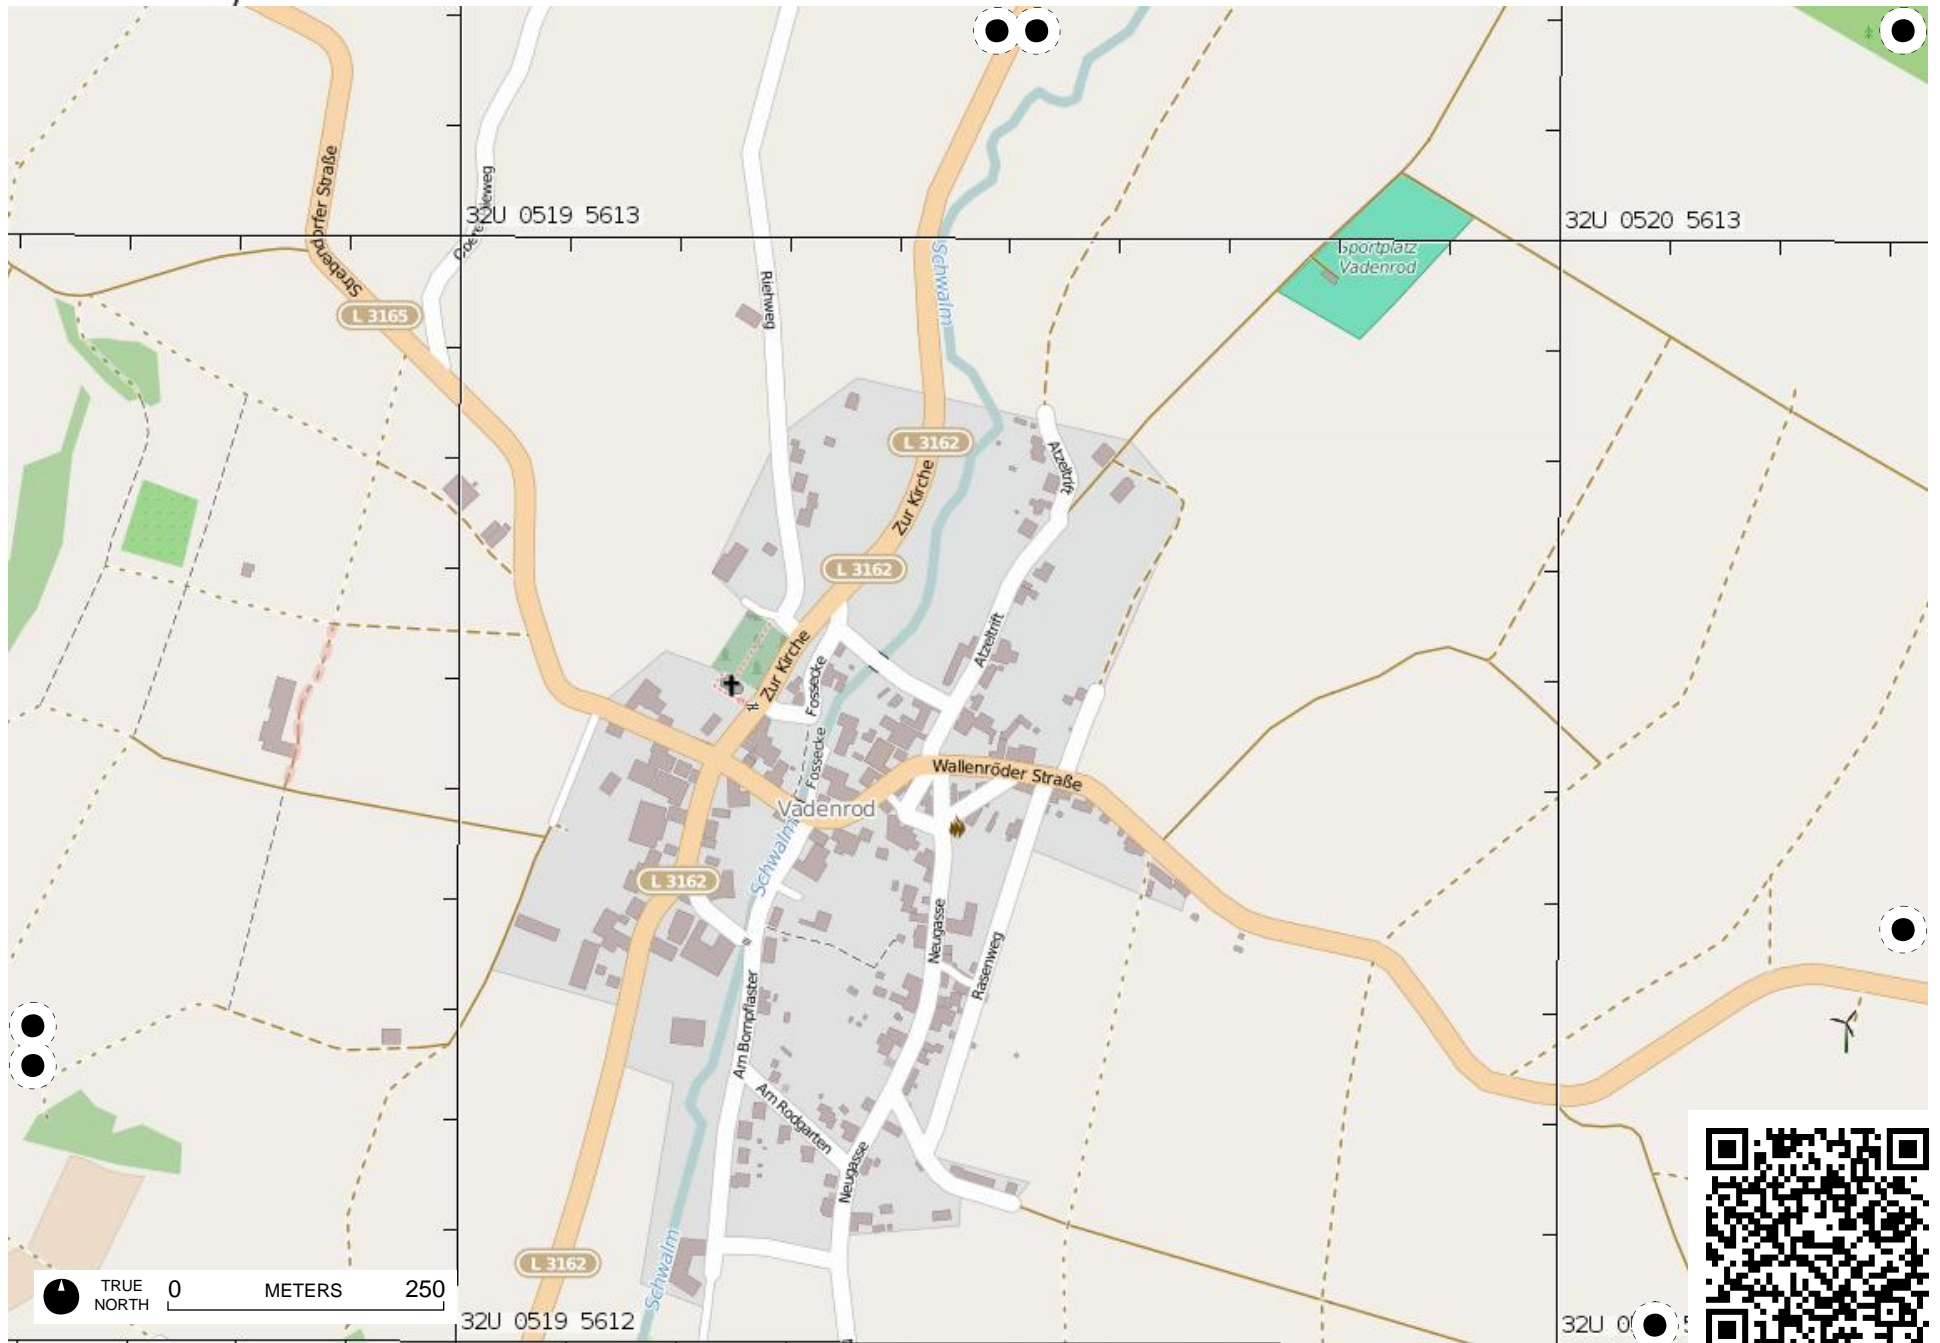 Strebendorfer Straße
32U 0519 5613
32U 0520 5613
Sportplatz
Vadenrod
Schwalm
Riehweg
L 3165
L 3162
Atzeltrift
Zur Kirche
L 3162
Atzeltrift
Zur Kirche
Fossecke
Fossecke
Wallenröder Straße
Vadenrod
Schwalm
L 3162
Neugasse
Rasenweg
Am Bornpflaster
Am Rodgarten
Neugasse
L 3162
Schwalm
TRUE
NORTH
0 METERS 250
32U 0519 5612
32U